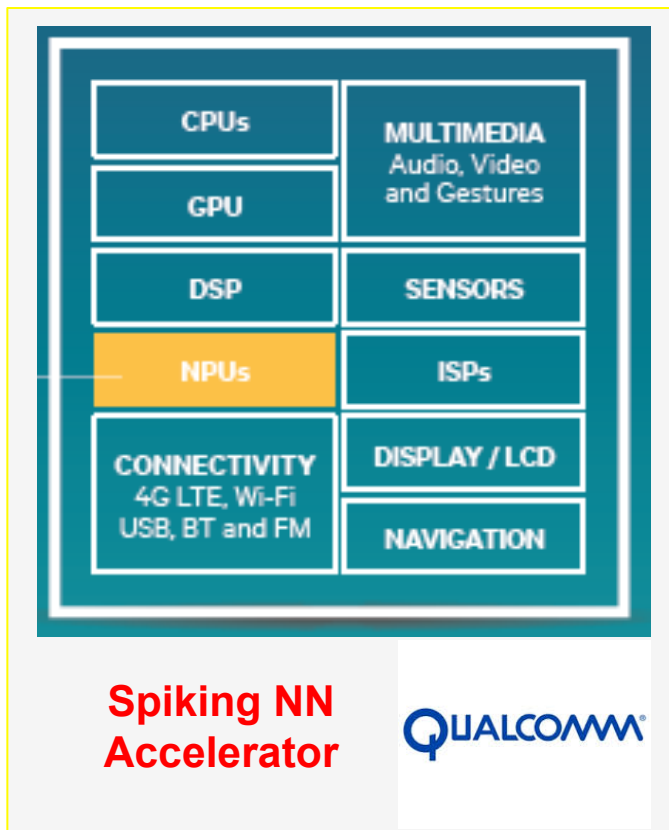 CPUs
GPU
DSP
NPUs
CONNECTIVITY
4G LTE, Wi-Fi
USB, BT and FM
MULTIMEDIA
Audio, Video
and Gestures
SENSORS
ISPs
DISPLAY / LCD
NAVIGATION
Spiking NN
Accelerator
QUALCOMM®